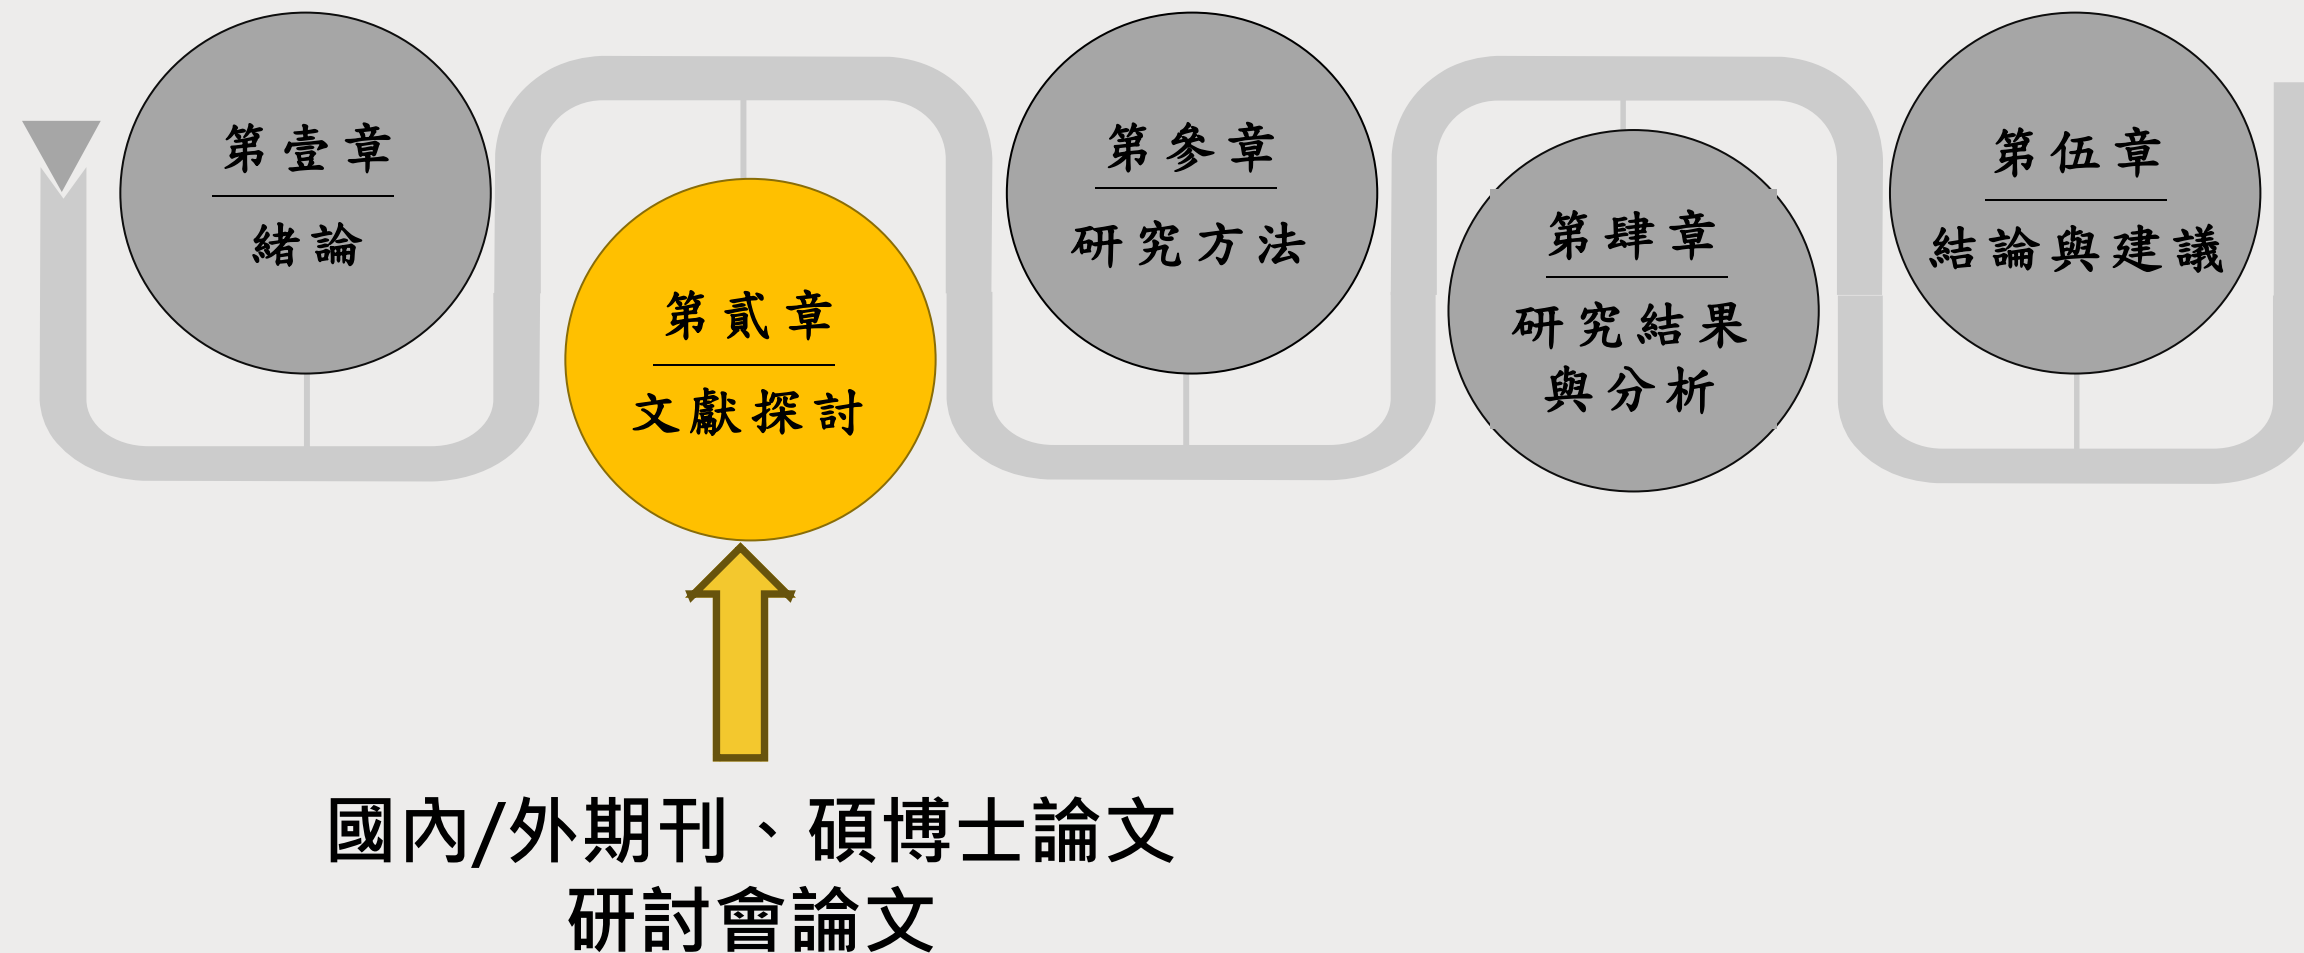 第壹章
緒論
第貳章
文獻探討
第參章
研究方法
第肆章
研究結果
與分析
第伍章
結論與建議
國內/外期刊、碩博士論文
研討會論文